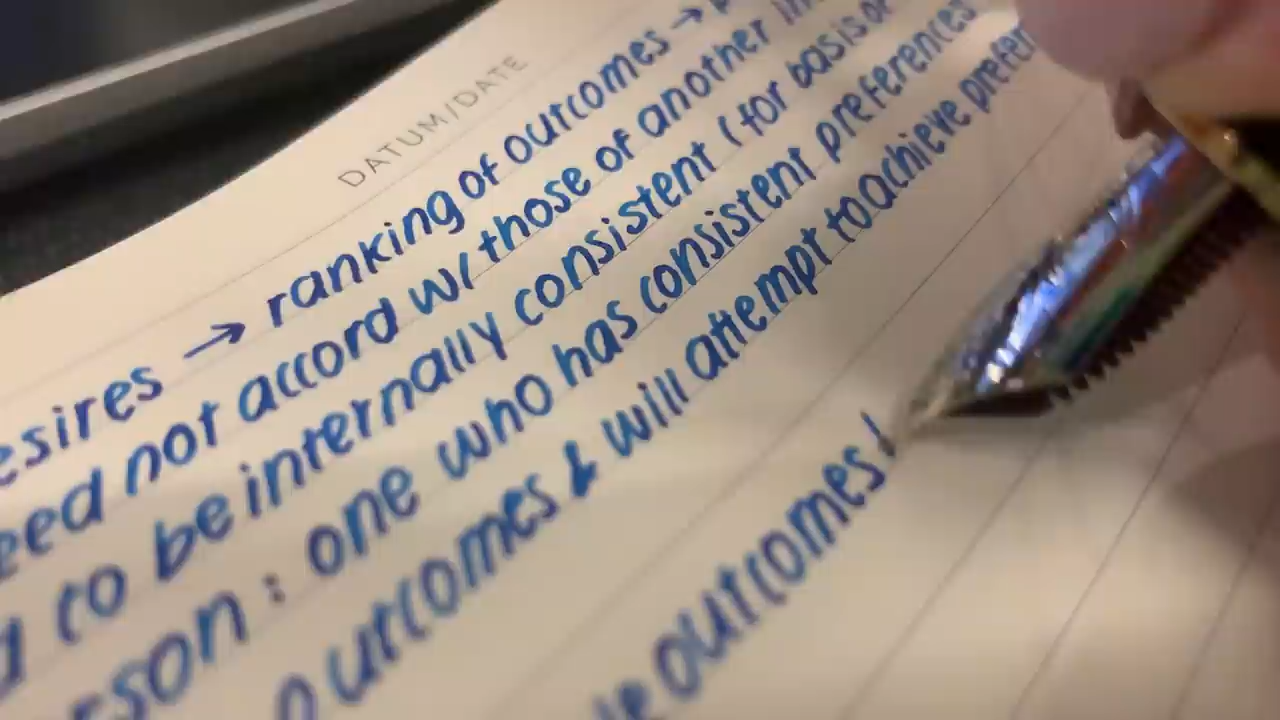 DATUM/DATE
esires → ranking of outcomes →
eed not accord w/ those of another
to be internally consistent (for basis of
rson : one who has consistent preferences
outcomes & will attempt to achieve prefer
outcomes